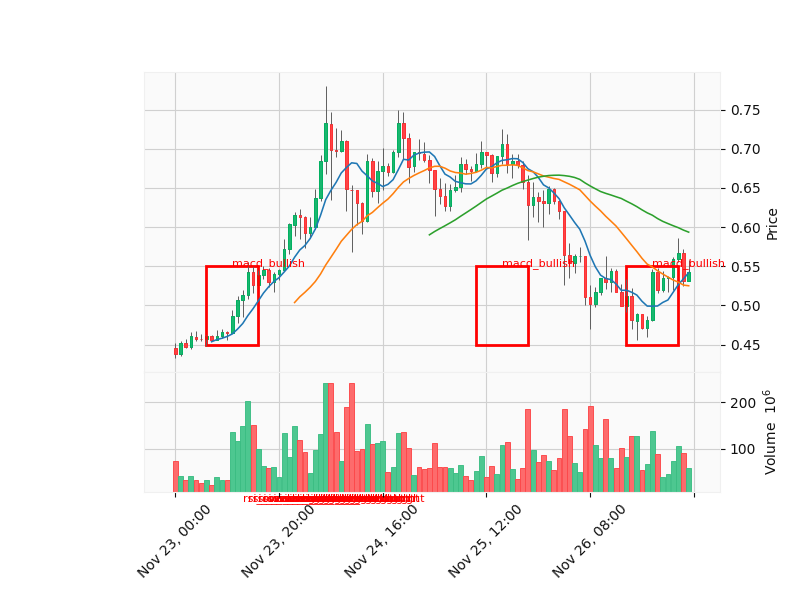 0.75
0.70
0.65
0.60
0.55
0.50
0.45
Price
macd_bullish
macd_bullish
macd_bullish
200
100
Volume 10⁶
Nov 23, 00:00
Nov 23, 20:00
Nov 24, 16:00
Nov 25, 12:00
Nov 26, 08:00